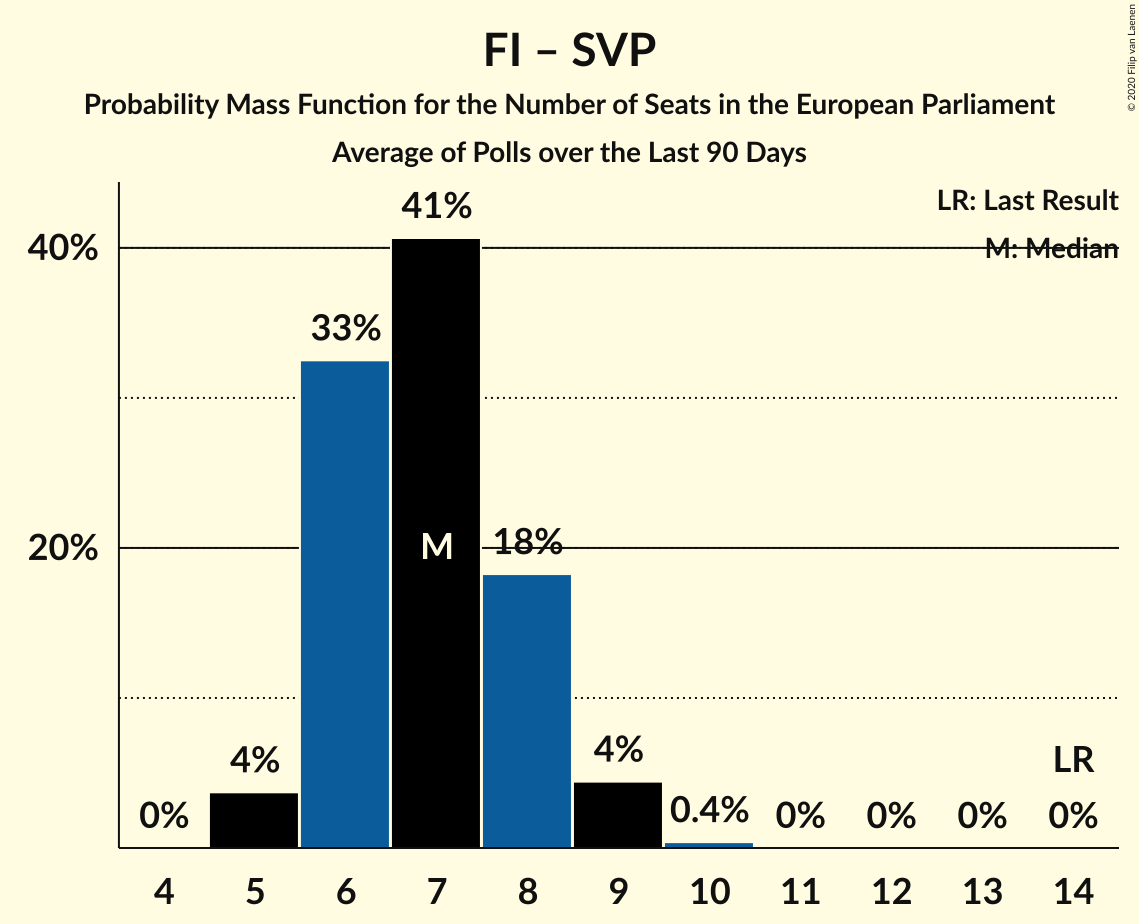 FI – SVP
Probability Mass Function for the Number of Seats in the European Parliament
Average of Polls over the Last 90 Days
© 2020 Filip van Laenen
LR: Last Result
M: Median
41%
40%
33%
M
18%
20%
4%
4%
LR
0%
0.4%
0%
0%
0%
0%
4 5 6 7 8 9 10 11 12 13 14